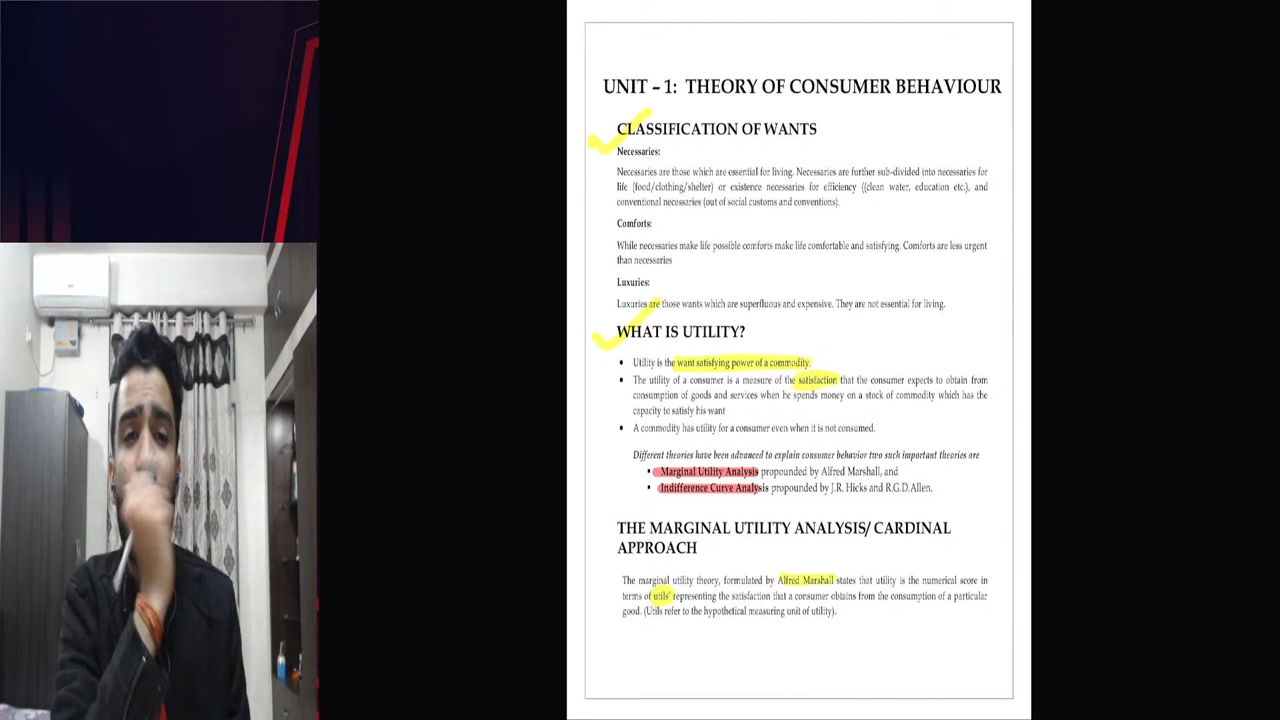 UNIT – 1: THEORY OF CONSUMER BEHAVIOUR
CLASSIFICATION OF WANTS
Necessaries:
Necessaries are those which are essential for living. Necessaries are further sub-divided into necessaries for
life (food/clothing/shelter) or existence necessaries for efficiency ((clean water, education etc.), and
conventional necessaries (out of social customs and conventions).
Comforts:
While necessaries make life possible comforts make life comfortable and satisfying. Comforts are less urgent
than necessaries
Luxuries:
Luxuries are those wants which are superfluous and expensive. They are not essential for living.
WHAT IS UTILITY?
• Utility is the want satisfying power of a commodity.
• The utility of a consumer is a measure of the satisfaction that the consumer expects to obtain from
consumption of goods and services when he spends money on a stock of commodity which has the
capacity to satisfy his want
• A commodity has utility for a consumer even when it is not consumed.
Different theories have been advanced to explain consumer behavior two such important theories are
▪ Marginal Utility Analysis propounded by Alfred Marshall, and
▪ Indifference Curve Analysis propounded by J.R. Hicks and R.G.D.Allen.
THE MARGINAL UTILITY ANALYSIS/ CARDINAL
APPROACH
The marginal utility theory, formulated by Alfred Marshall states that utility is the numerical score in
terms of utils' representing the satisfaction that a consumer obtains from the consumption of a particular
good. (Utils refer to the hypothetical measuring unit of utility).